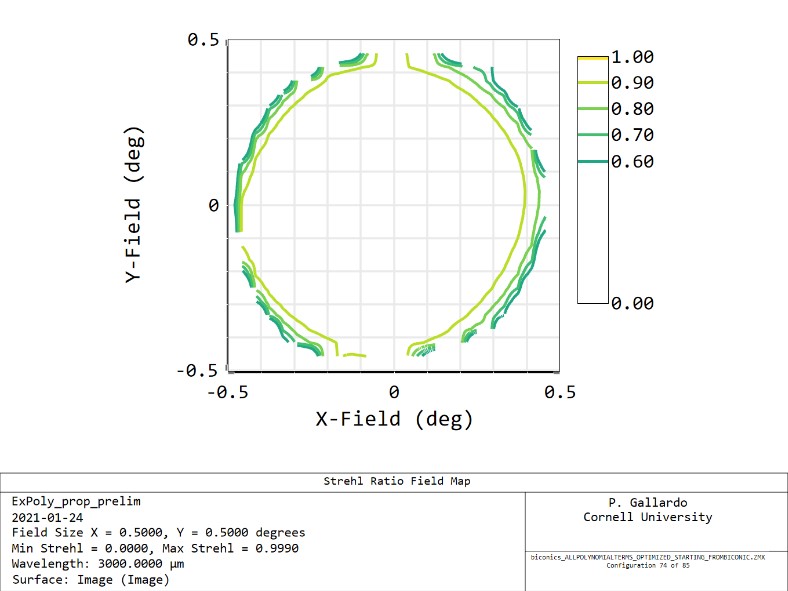 0.5
0
-0.5
Y-Field (deg)
-0.5 0 0.5
X-Field (deg)
1.00
0.90
0.80
0.70
0.60
0.00
Strehl Ratio Field Map
ExPoly_prop_prelim
2021-01-24
Field Size X = 0.5000, Y = 0.5000 degrees
Min Strehl = 0.0000, Max Strehl = 0.9990
Wavelength: 3000.0000 µm
Surface: Image (Image)
P. Gallardo
Cornell University
biconics_ALLPOLYNOMIALTERMS_OPTIMIZED_STARTING_FROMBICONIC.ZMX
Configuration 74 of 85